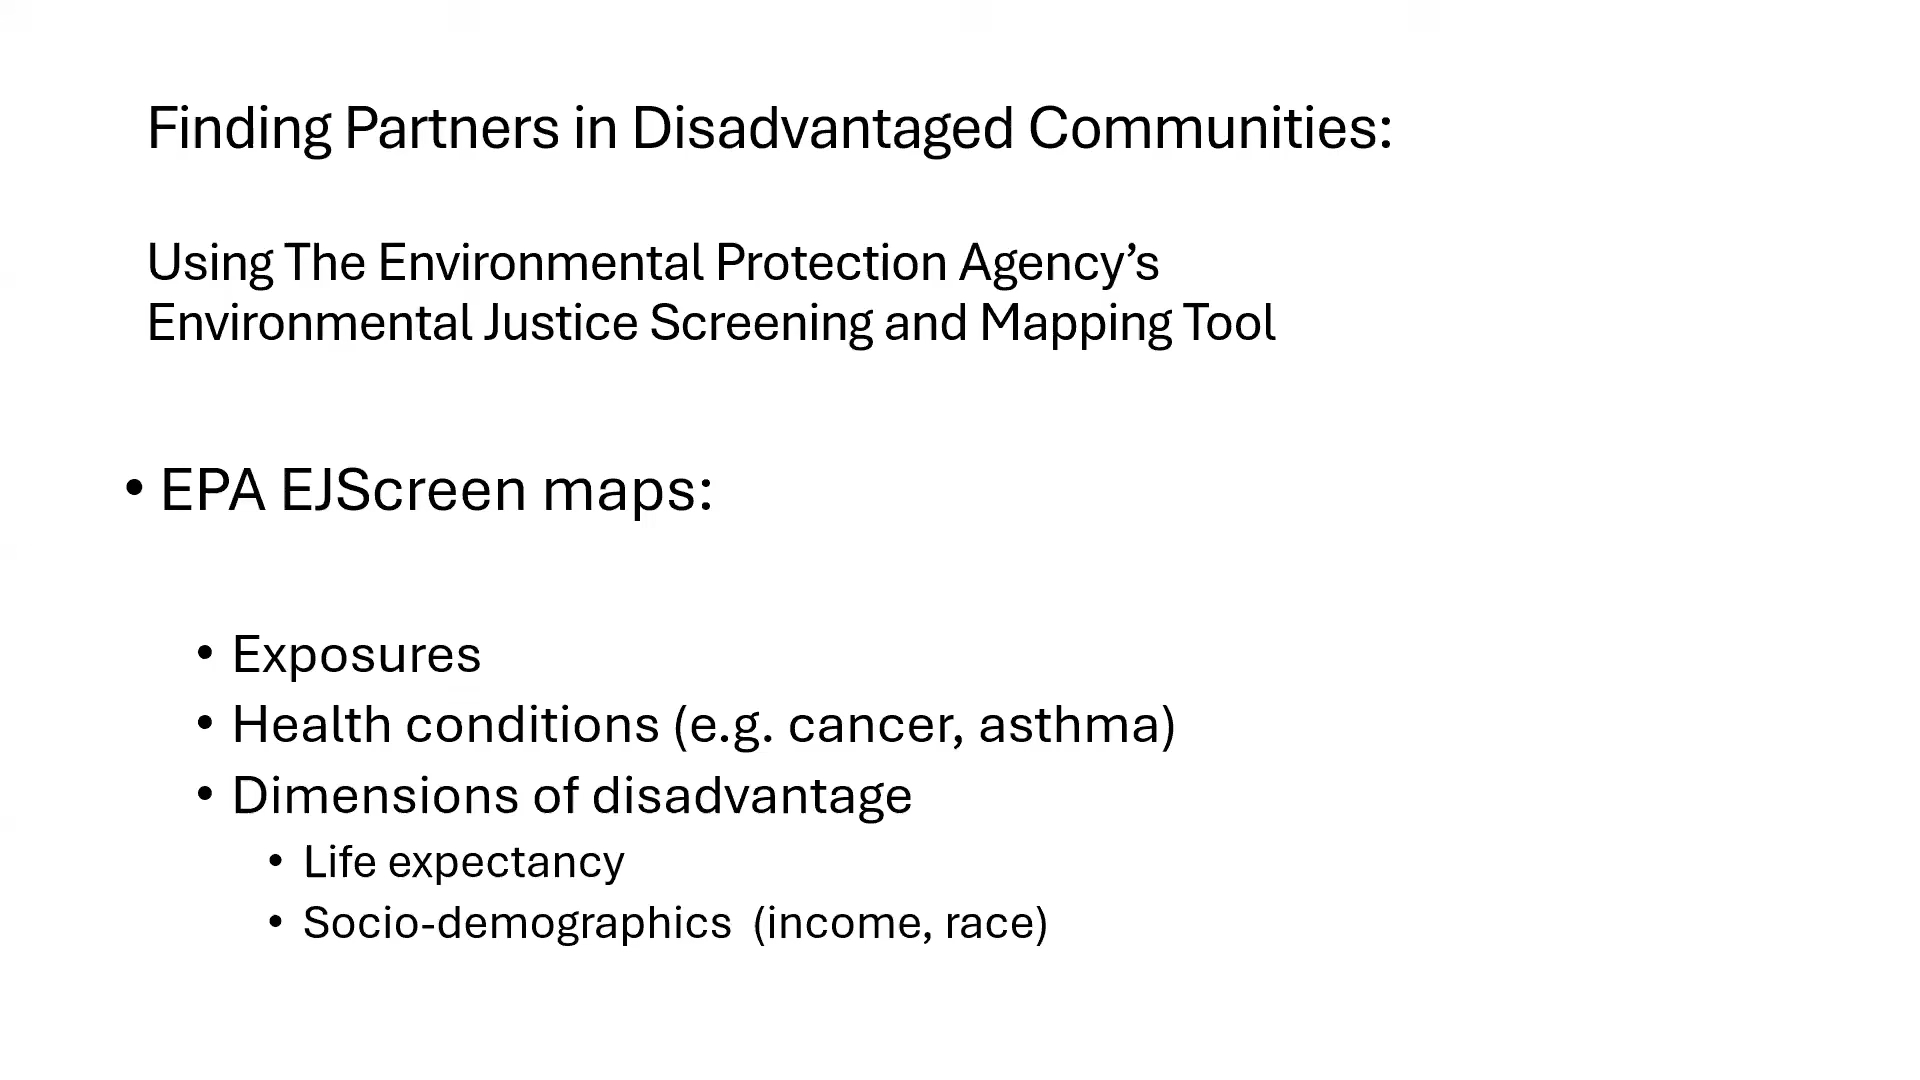 Finding Partners in Disadvantaged Communities:
Using The Environmental Protection Agency’s
Environmental Justice Screening and Mapping Tool
• EPA EJScreen maps:
• Exposures
• Health conditions (e.g. cancer, asthma)
• Dimensions of disadvantage
• Life expectancy
• Socio-demographics (income, race)